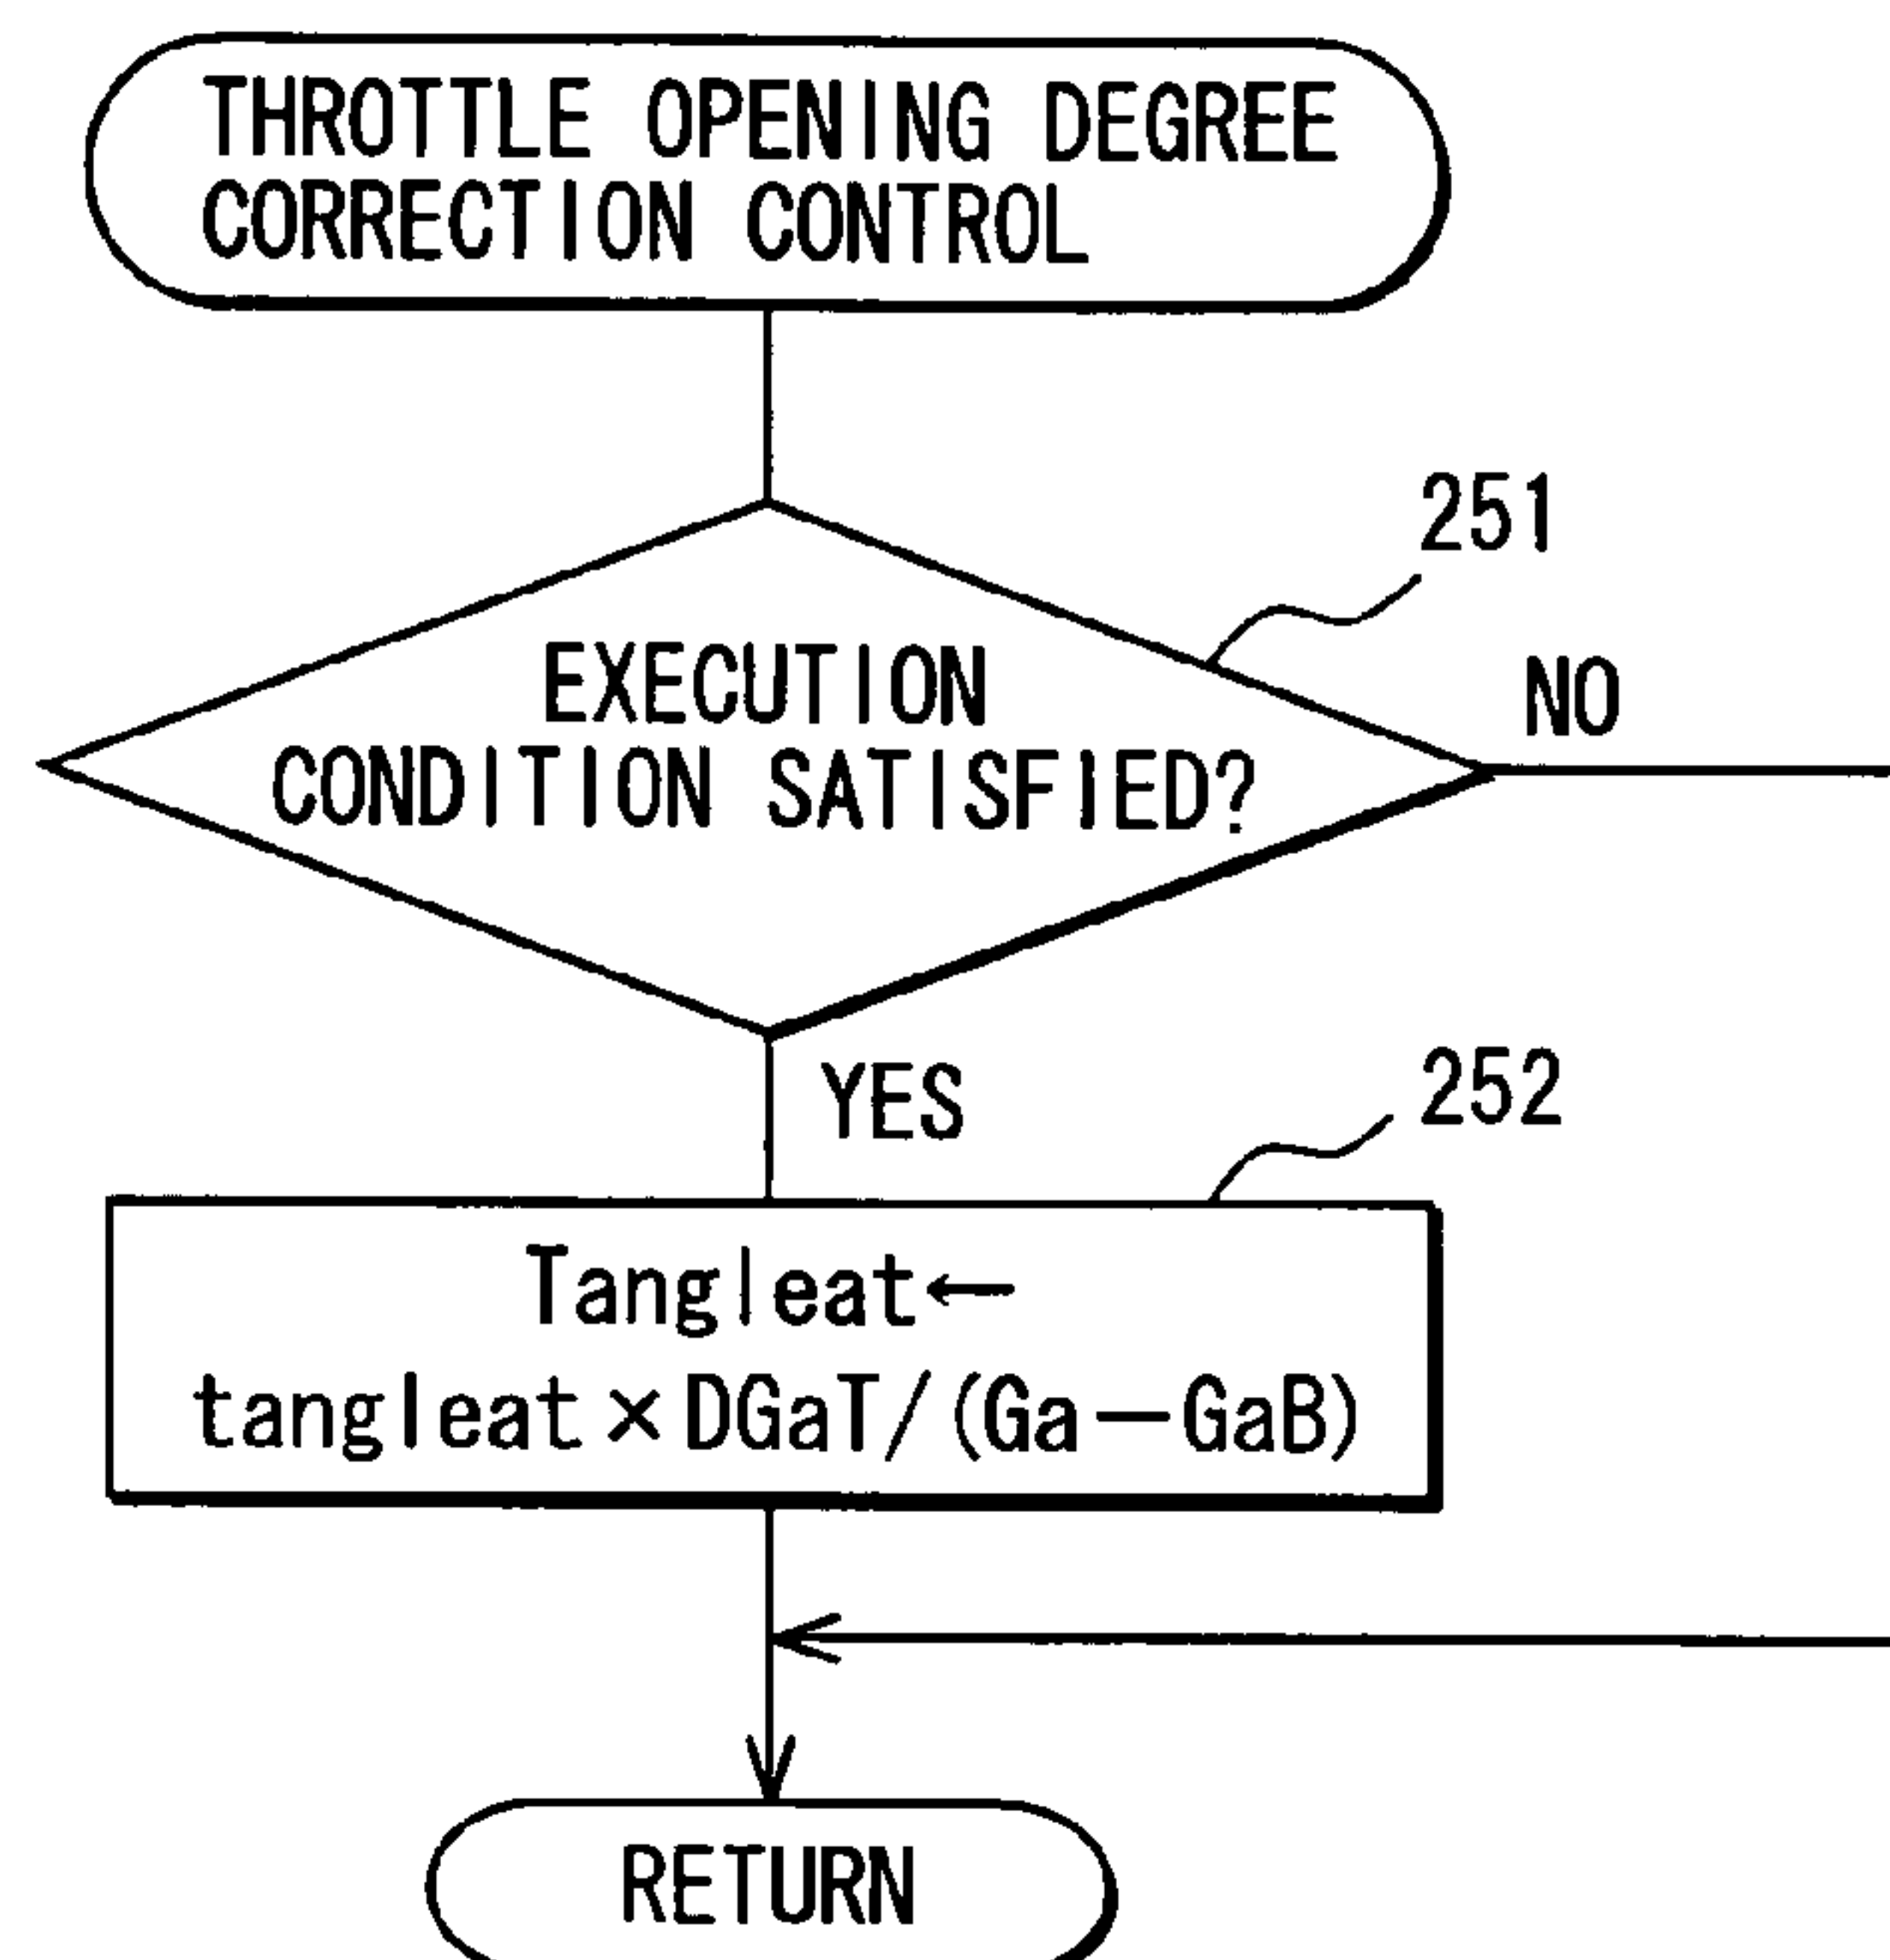 THROTTLE OPENING DEGREE
CORRECTION CONTROL
251
EXECUTION
CONDITION SATISFIED?
NO
YES
252
Tangleat←
tangleat×DGaT/(Ga−GaB)
RETURN